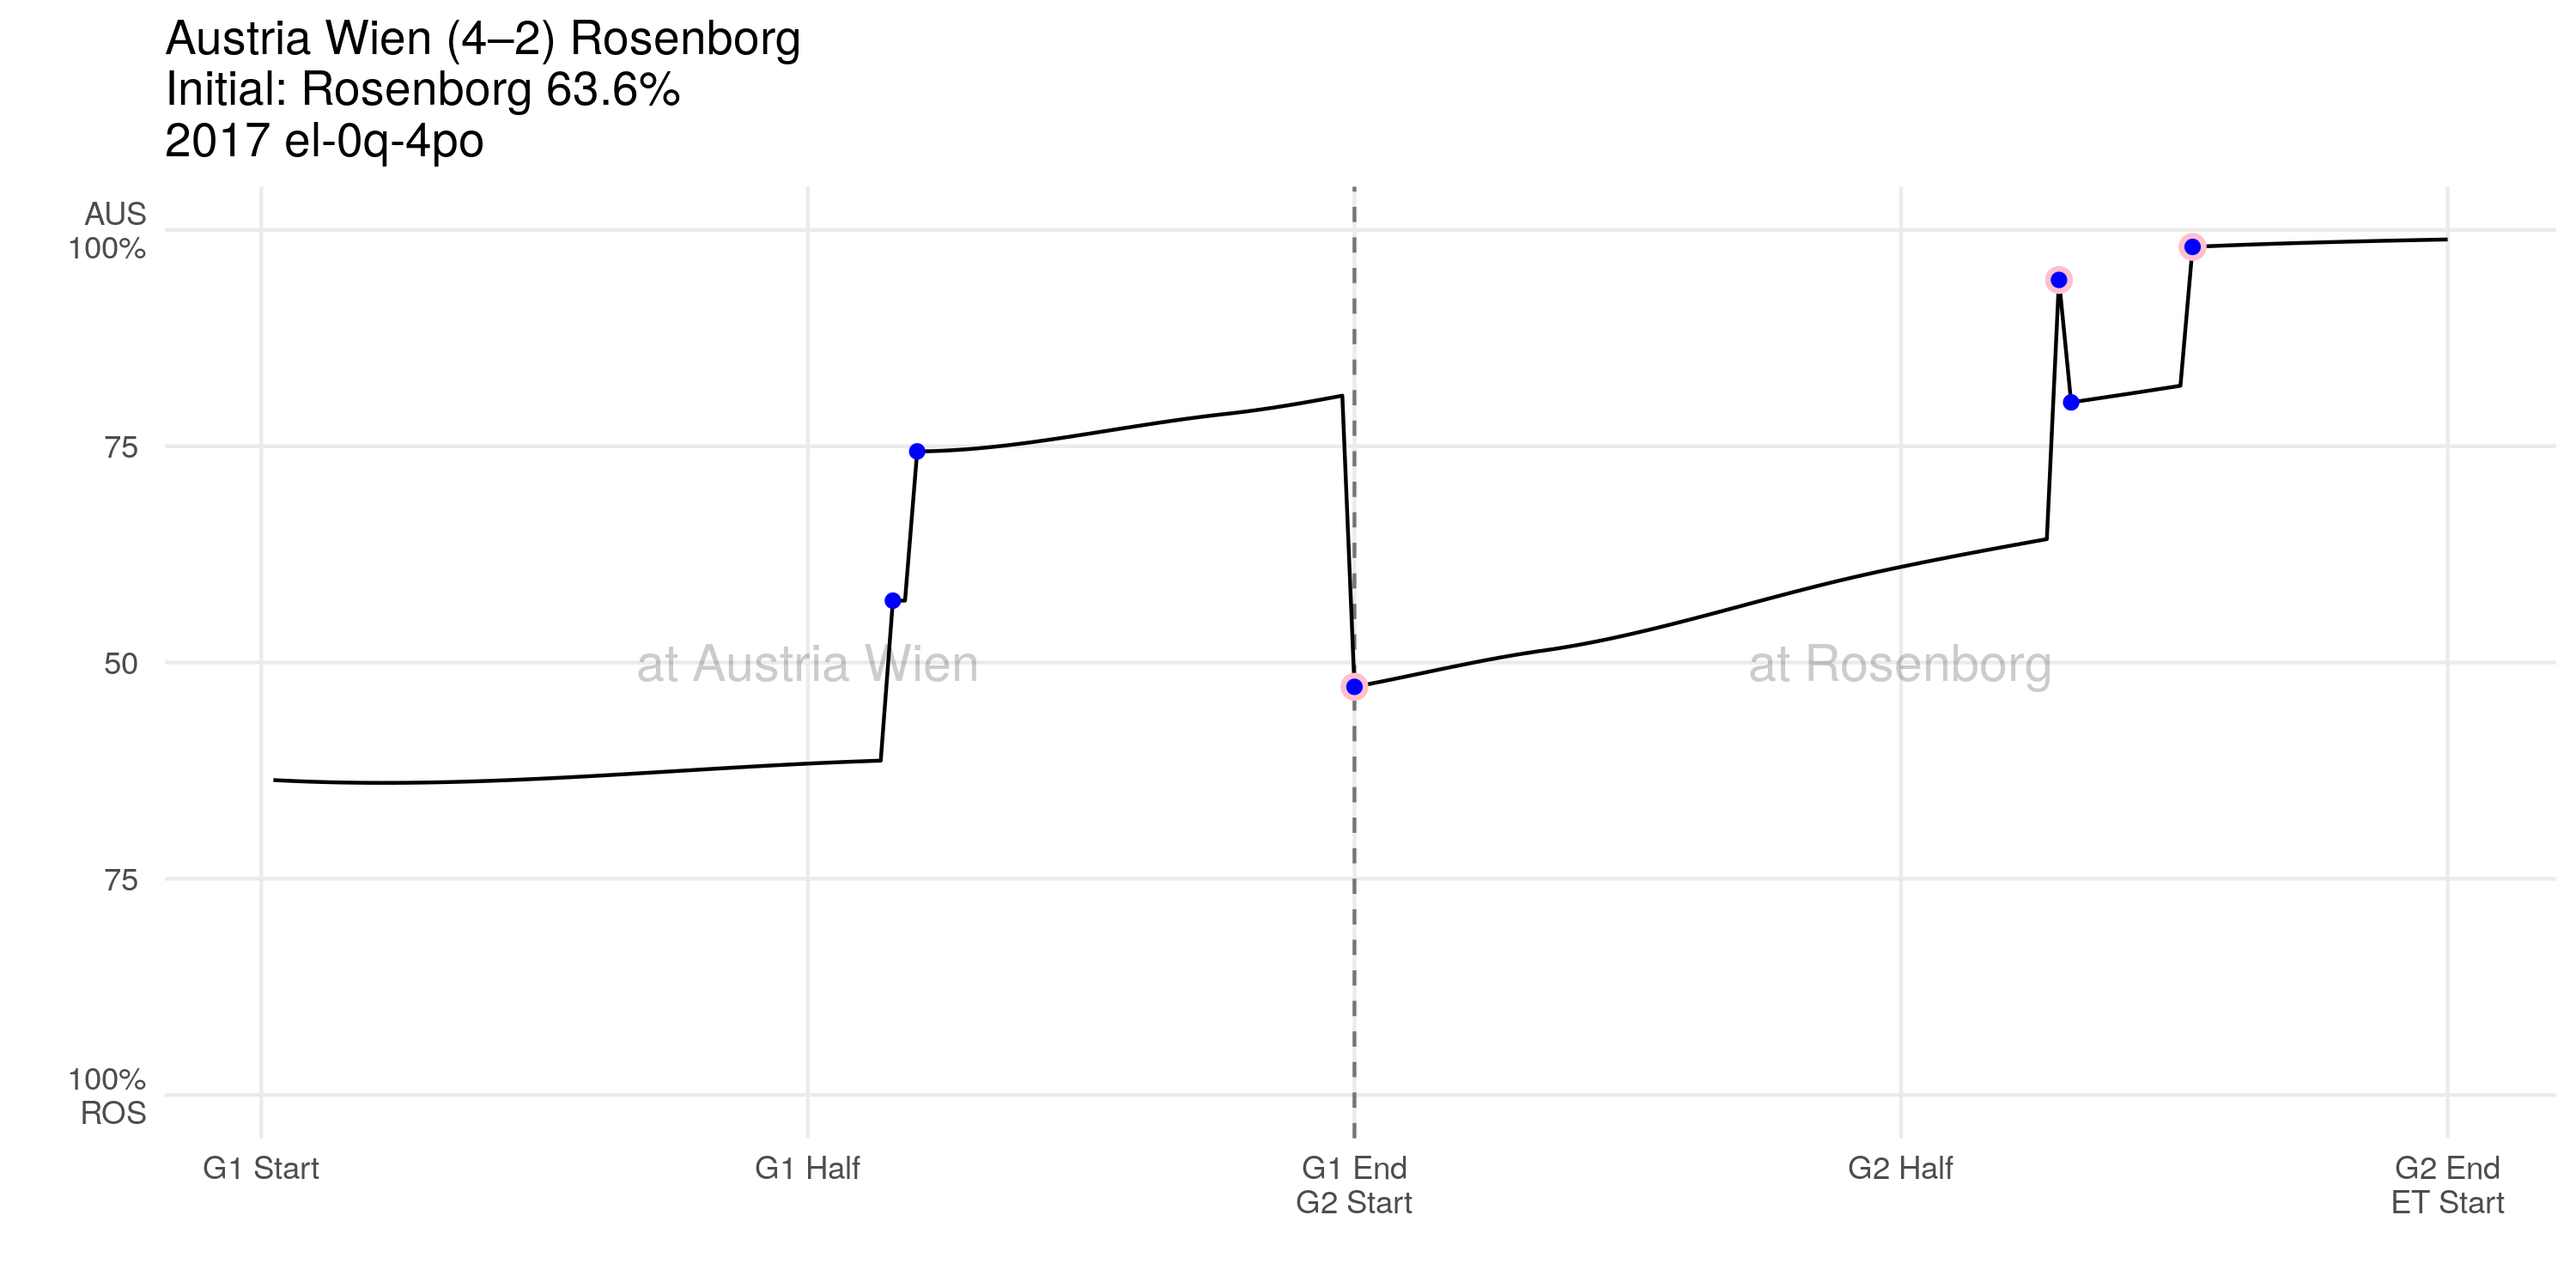 Austria Wien (4–2) Rosenborg
Initial: Rosenborg 63.6%
2017 el-0q-4po
AUS
100%
75
50
75
100%
ROS
at Austria Wien
at Rosenborg
G1 Start
G1 Half
G1 End
G2 Start
G2 Half
G2 End
ET Start